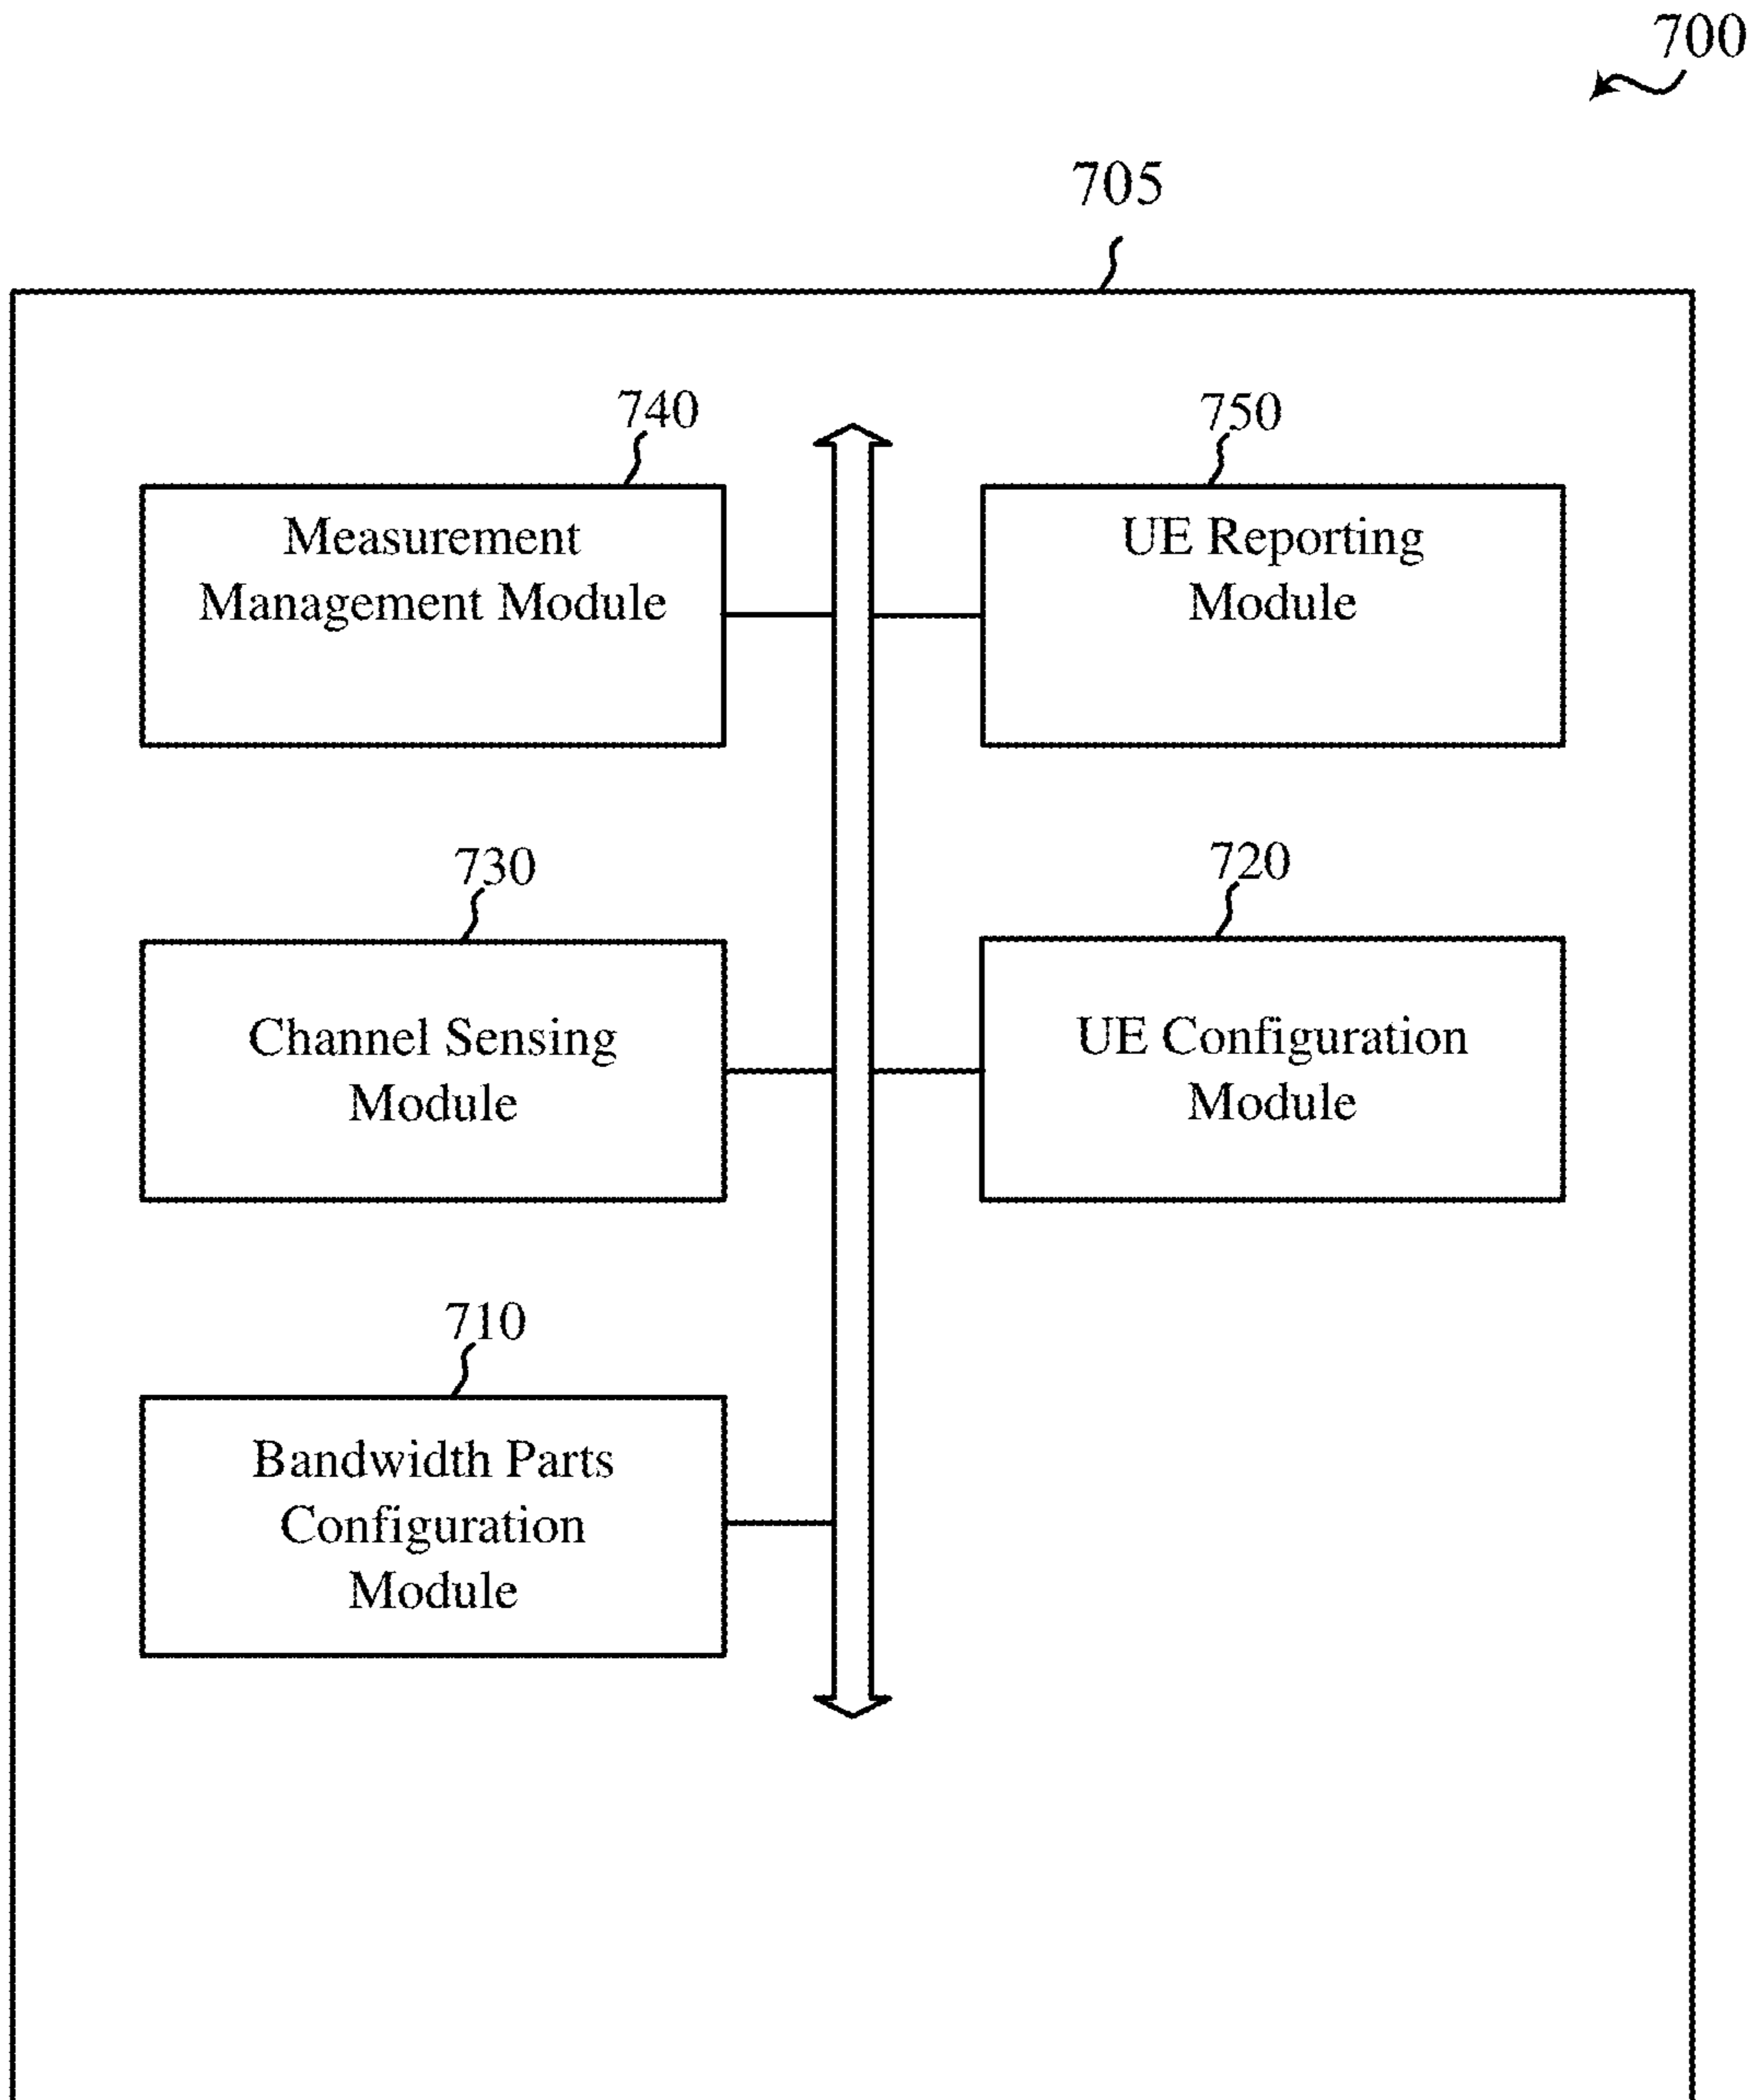 700
705
740
750
Measurement
Management Module
UE Reporting
Module
730
720
Channel Sensing
Module
UE Configuration
Module
710
Bandwidth Parts
Configuration
Module